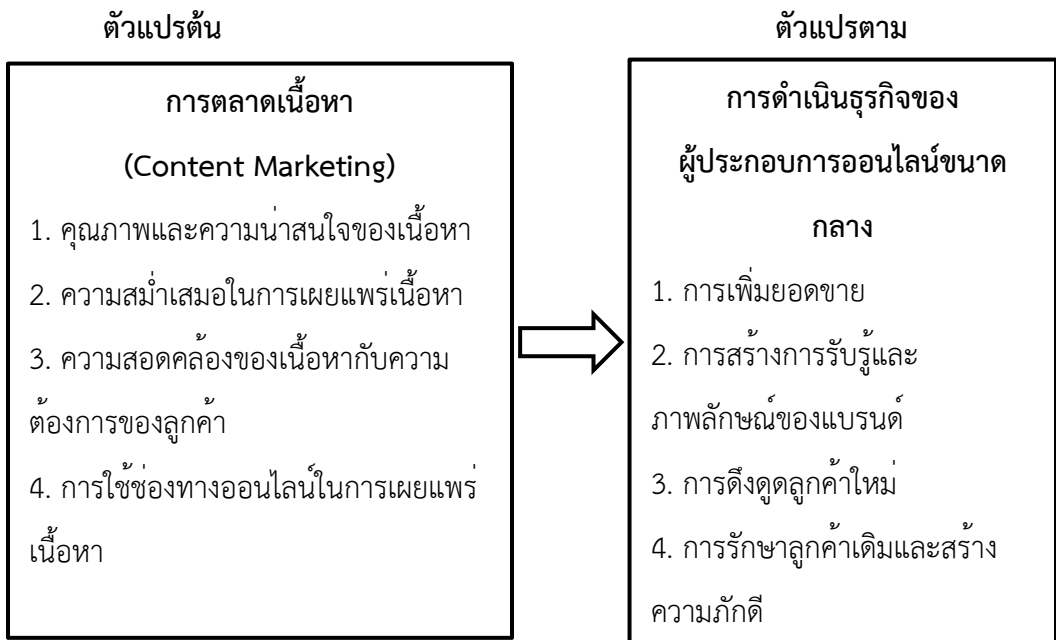 ตัวแปรต้น
การตลาดเนื้อหา
(Content Marketing)
1. คุณภาพและความน่าสนใจของเนื้อหา
2. ความสม่ำเสมอในการเผยแพร่เนื้อหา
3. ความสอดคล้องของเนื้อหากับความ
ต้องการของลูกค้า
4. การใช้ช่องทางออนไลน์ในการเผยแพร่
เนื้อหา
ตัวแปรตาม
การดำเนินธุรกิจของ
ผู้ประกอบการออนไลน์ขนาด
กลาง
1. การเพิ่มยอดขาย
2. การสร้างการรับรู้และ
ภาพลักษณ์ของแบรนด์
3. การดึงดูดลูกค้าใหม่
4. การรักษาลูกค้าเดิมและสร้าง
ความภักดี